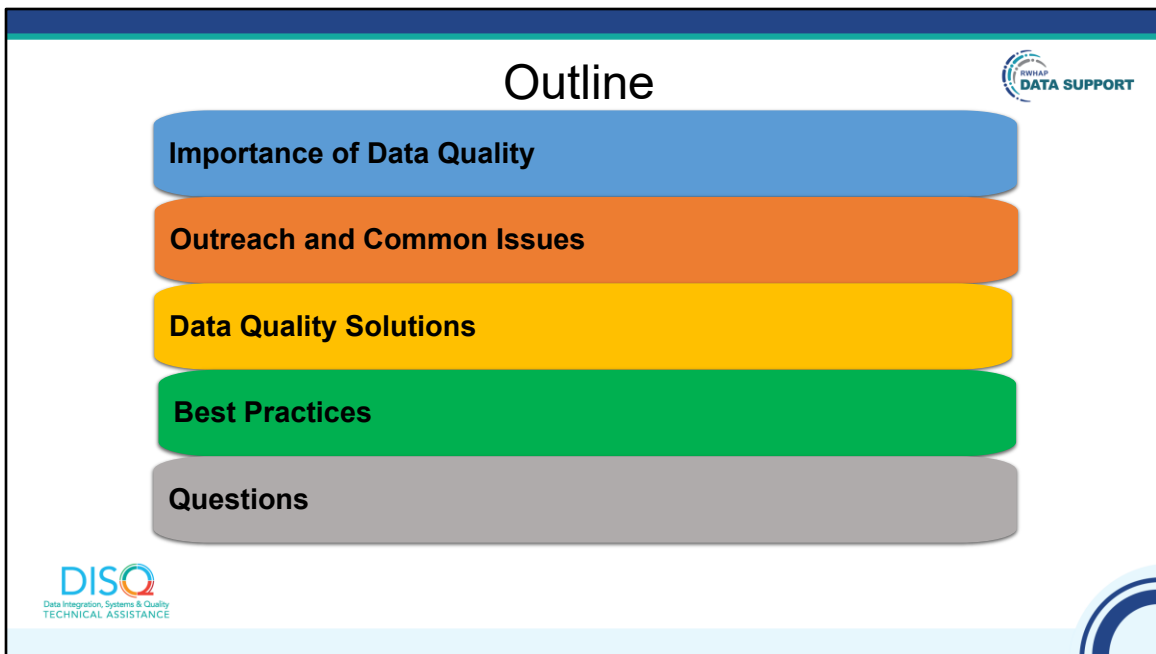 Outline
RWHAP
DATA SUPPORT
Importance of Data Quality
Outreach and Common Issues
Data Quality Solutions
Best Practices
Questions
DISQ
Data Integration, Systems & Quality
TECHNICAL ASSISTANCE